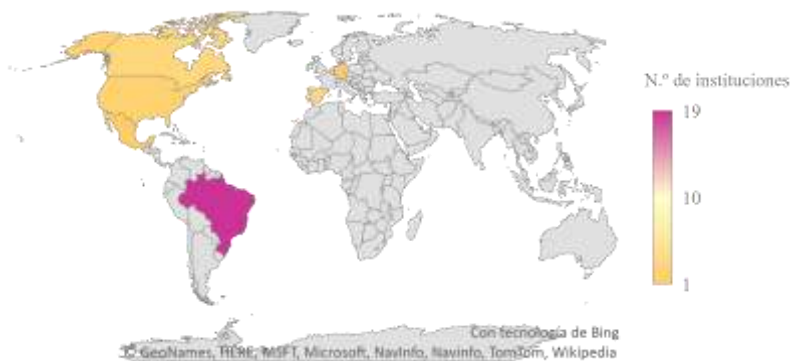 N.º de instituciones
19
10
1
Con tecnología de Bing
© GeoNames, HERE, MSFT, Microsoft, NavInfo, Navinfo, TomTom, Wikipedia